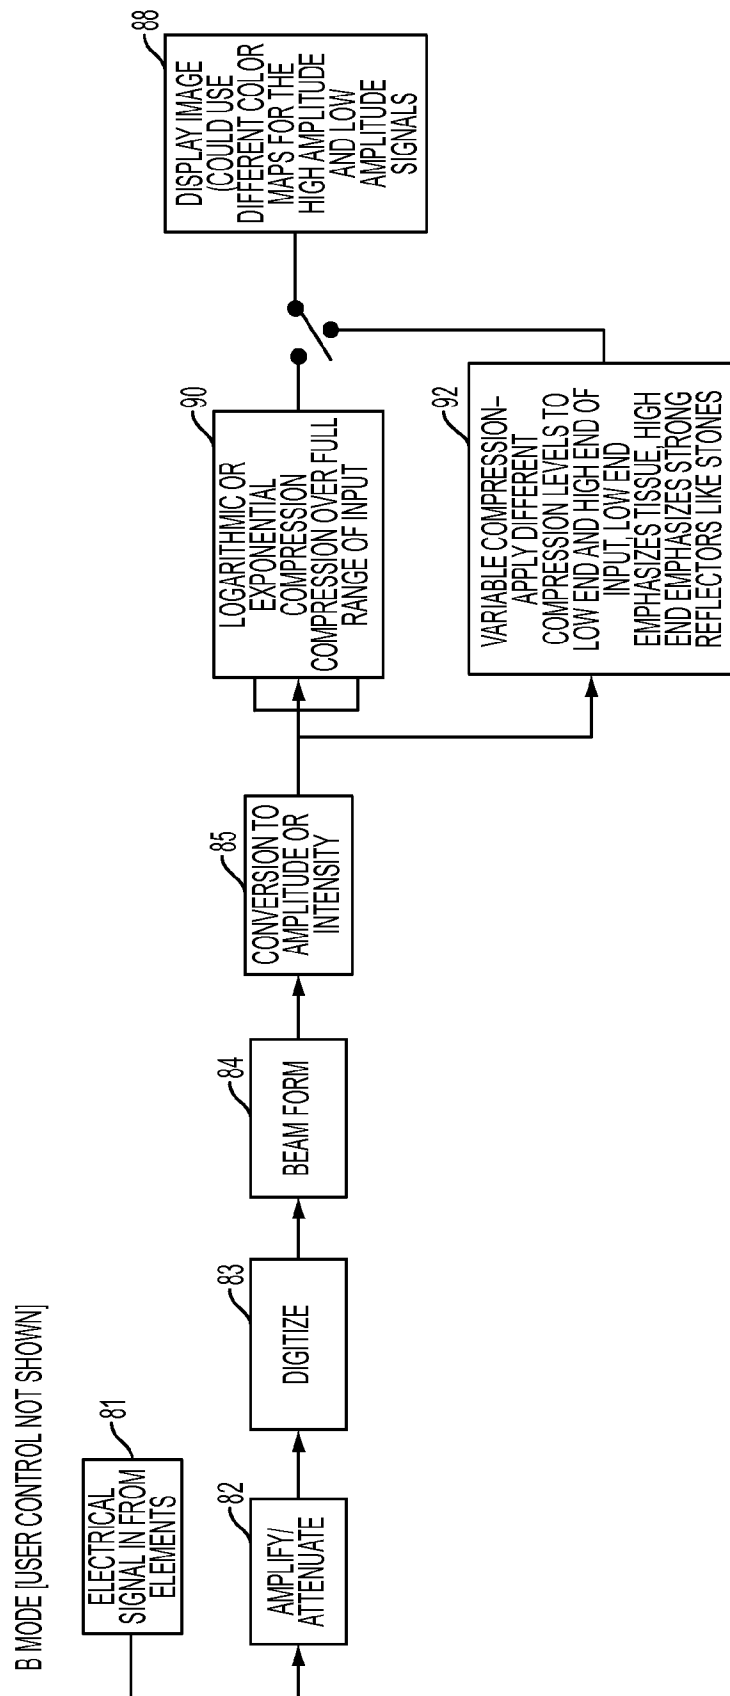 B MODE [USER CONTROL NOT SHOWN]
81
ELECTRICAL
SIGNAL IN FROM
ELEMENTS
82
AMPLIFY/
ATTENUATE
83
DIGITIZE
84
BEAM FORM
85
CONVERSION TO
AMPLITUDE OR
INTENSITY
90
LOGARITHMIC OR
EXPONENTIAL
COMPRESSION
COMPRESSION OVER FULL
RANGE OF INPUT
92
VARIABLE COMPRESSION–
APPLY DIFFERENT
COMPRESSION LEVELS TO
LOW END AND HIGH END OF
INPUT, LOW END
EMPHASIZES TISSUE, HIGH
END EMPHASIZES STRONG
REFLECTORS LIKE STONES
88
DISPLAY IMAGE
(COULD USE
DIFFERENT COLOR
MAPS FOR THE
HIGH AMPLITUDE
AND LOW
AMPLITUDE
SIGNALS